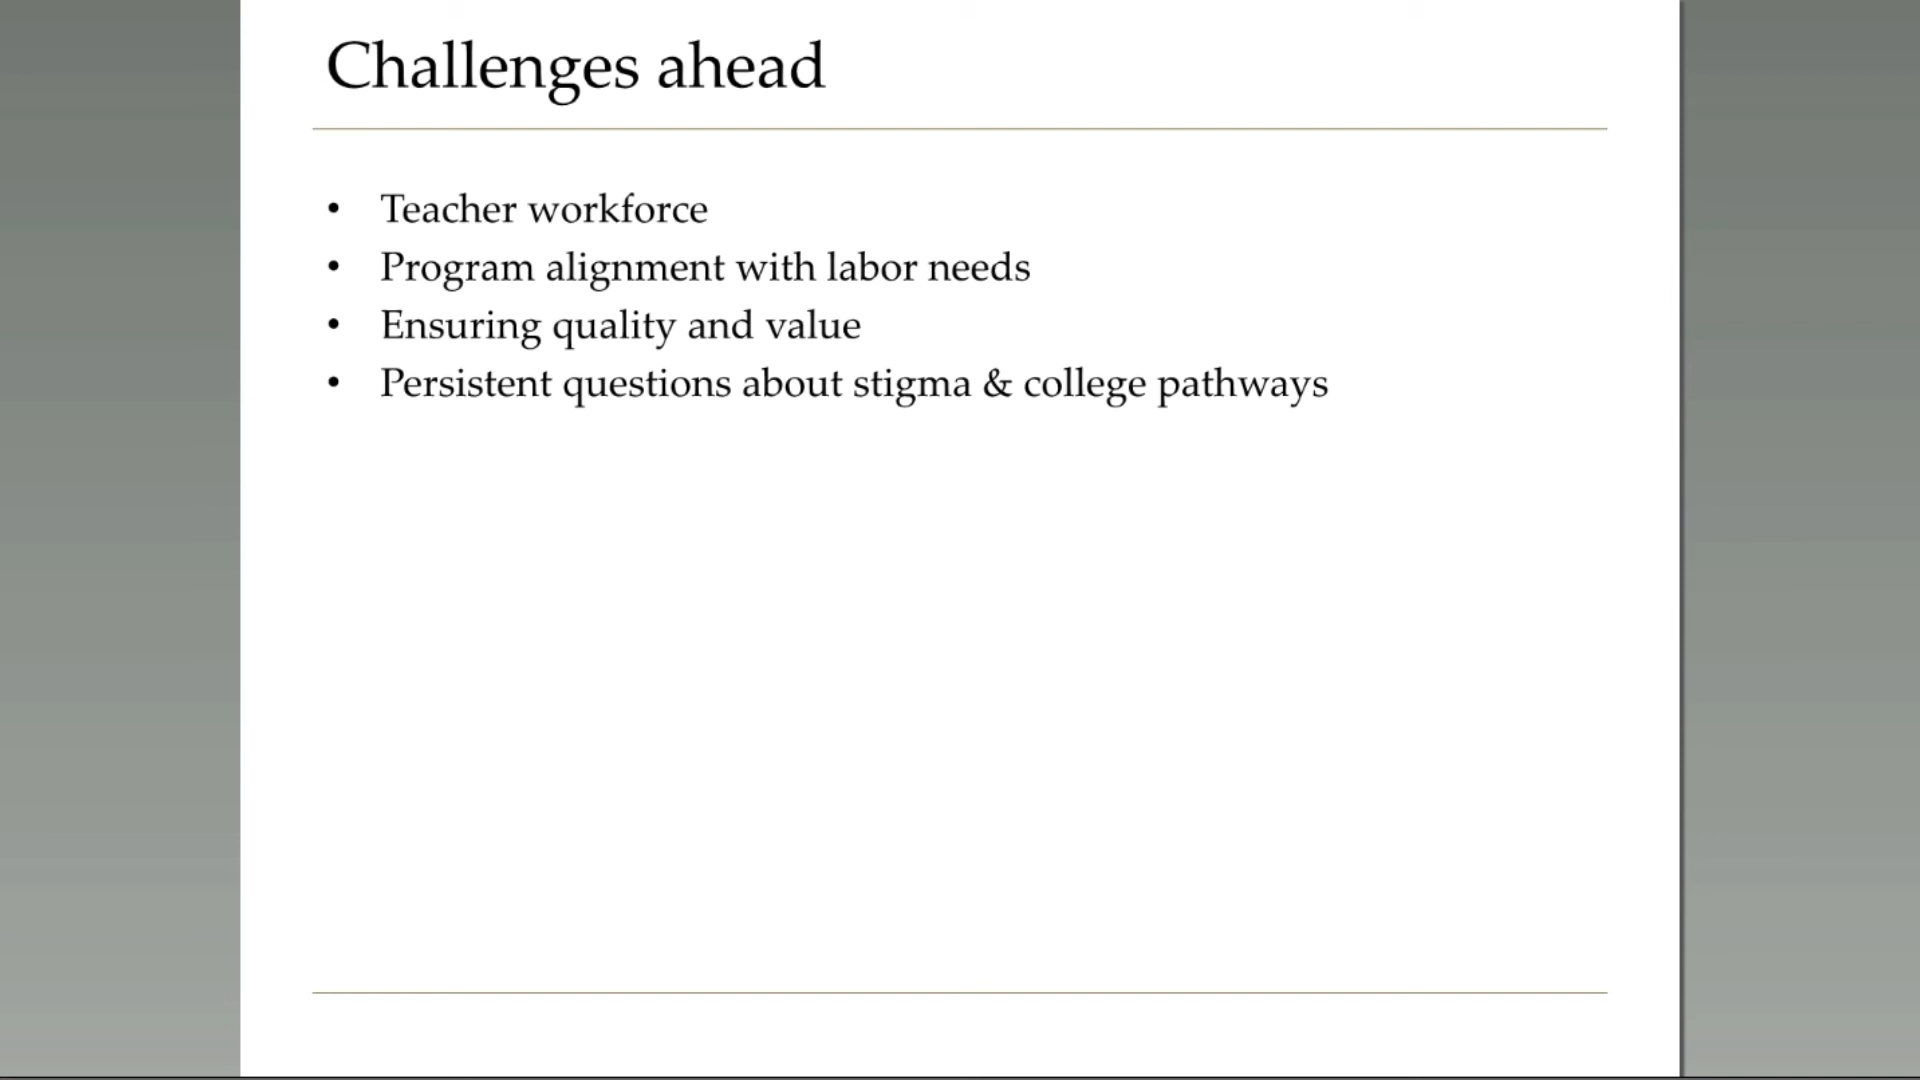 Challenges ahead
• Teacher workforce
• Program alignment with labor needs
• Ensuring quality and value
• Persistent questions about stigma & college pathways